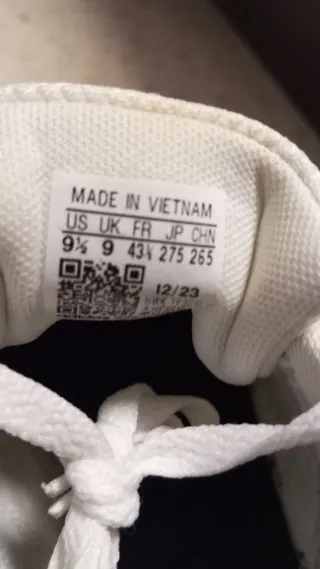 MADE IN VIETNAM
US UK FR JP CHN
9½ 9 43⅓ 275 265
12/23